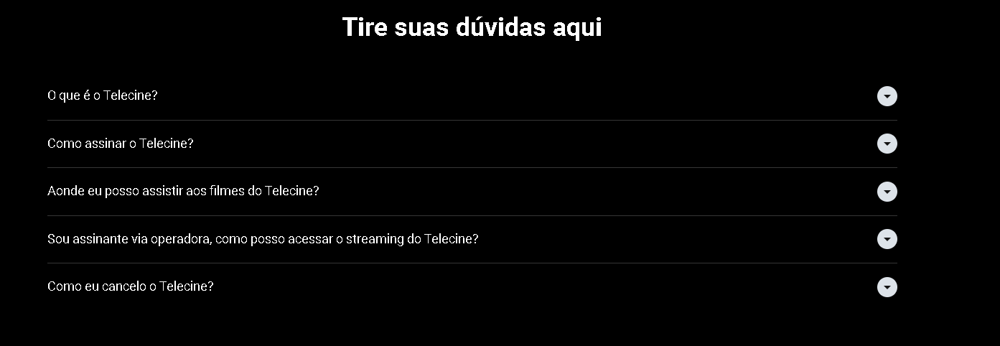 Tire suas dúvidas aqui
O que é o Telecine?
Como assinar o Telecine?
Aonde eu posso assistir aos filmes do Telecine?
Sou assinante via operadora, como posso acessar o streaming do Telecine?
Como eu cancelo o Telecine?